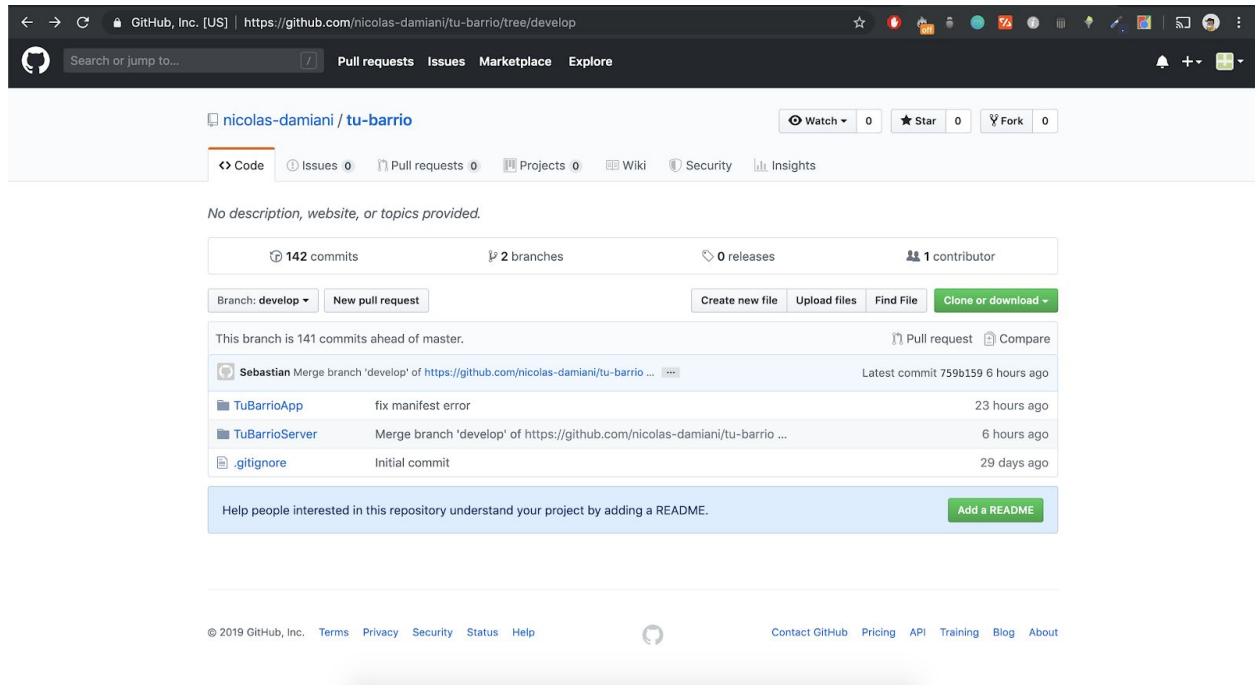 GitHub, Inc. [US] | https://github.com/nicolas-damiani/tu-barrio/tree/develop
off
Search or jump to... / Pull requests Issues Marketplace Explore
nicolas-damiani / tu-barrio Watch 0 Star 0 Fork 0
Code Issues 0 Pull requests 0 Projects 0 Wiki Security Insights
No description, website, or topics provided.
142 commits 2 branches 0 releases 1 contributor
Branch: develop New pull request Create new file Upload files Find File Clone or download
This branch is 141 commits ahead of master. Pull request Compare
Sebastian Merge branch 'develop' of https://github.com/nicolas-damiani/tu-barrio ... ... Latest commit 759b159 6 hours ago
TuBarrioApp fix manifest error 23 hours ago
TuBarrioServer Merge branch 'develop' of https://github.com/nicolas-damiani/tu-barrio ... 6 hours ago
.gitignore Initial commit 29 days ago
Help people interested in this repository understand your project by adding a README. Add a README
© 2019 GitHub, Inc. Terms Privacy Security Status Help Contact GitHub Pricing API Training Blog About